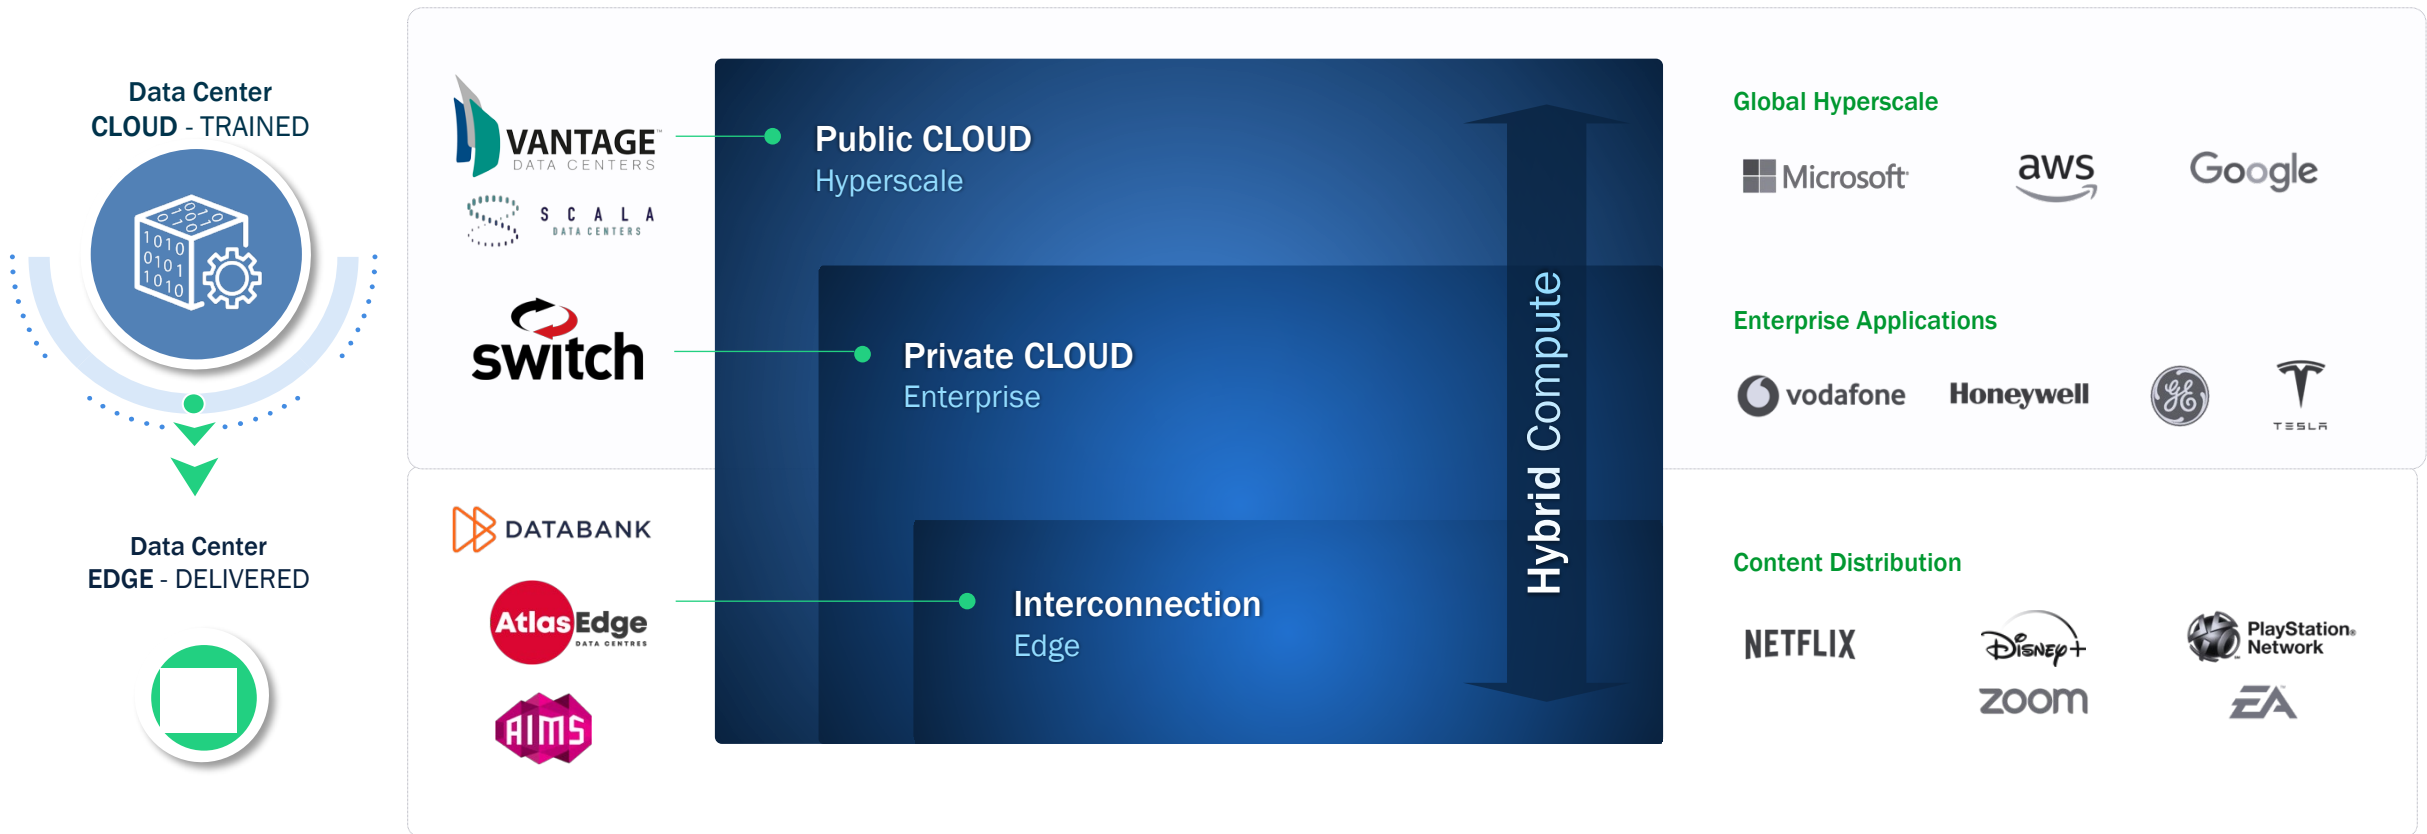 Data Center
CLOUD - TRAINED
1010
0101
1010
Data Center
EDGE - DELIVERED
VANTAGE™
DATA CENTERS
SCALA
DATA CENTERS
switch
DATABANK
AtlasEdge
DATA CENTRES
AIMS
Public CLOUD
Hyperscale
Private CLOUD
Enterprise
Interconnection
Edge
Hybrid Compute
Global Hyperscale
Microsoft
aws
Google
Enterprise Applications
vodafone
Honeywell
GE
TESLA
Content Distribution
NETFLIX
Disney+
PlayStation®
Network
zoom
EA